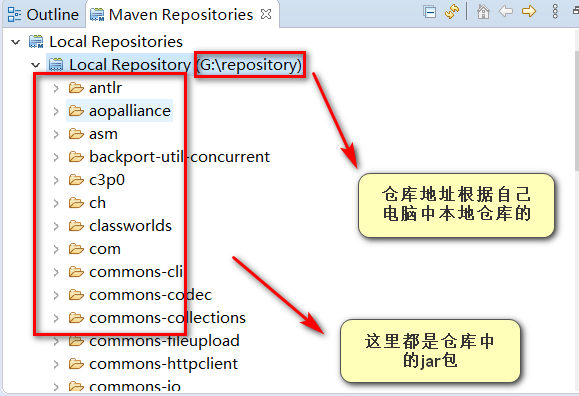 Outline
Maven Repositories
Local Repositories
Local Repository (G:\repository)
antlr
aopalliance
asm
backport-util-concurrent
c3p0
ch
classworlds
com
commons-cli
commons-codec
commons-collections
commons-fileupload
commons-httpclient
commons-io
仓库地址根据自己
电脑中本地仓库的
这里都是仓库中
的jar包